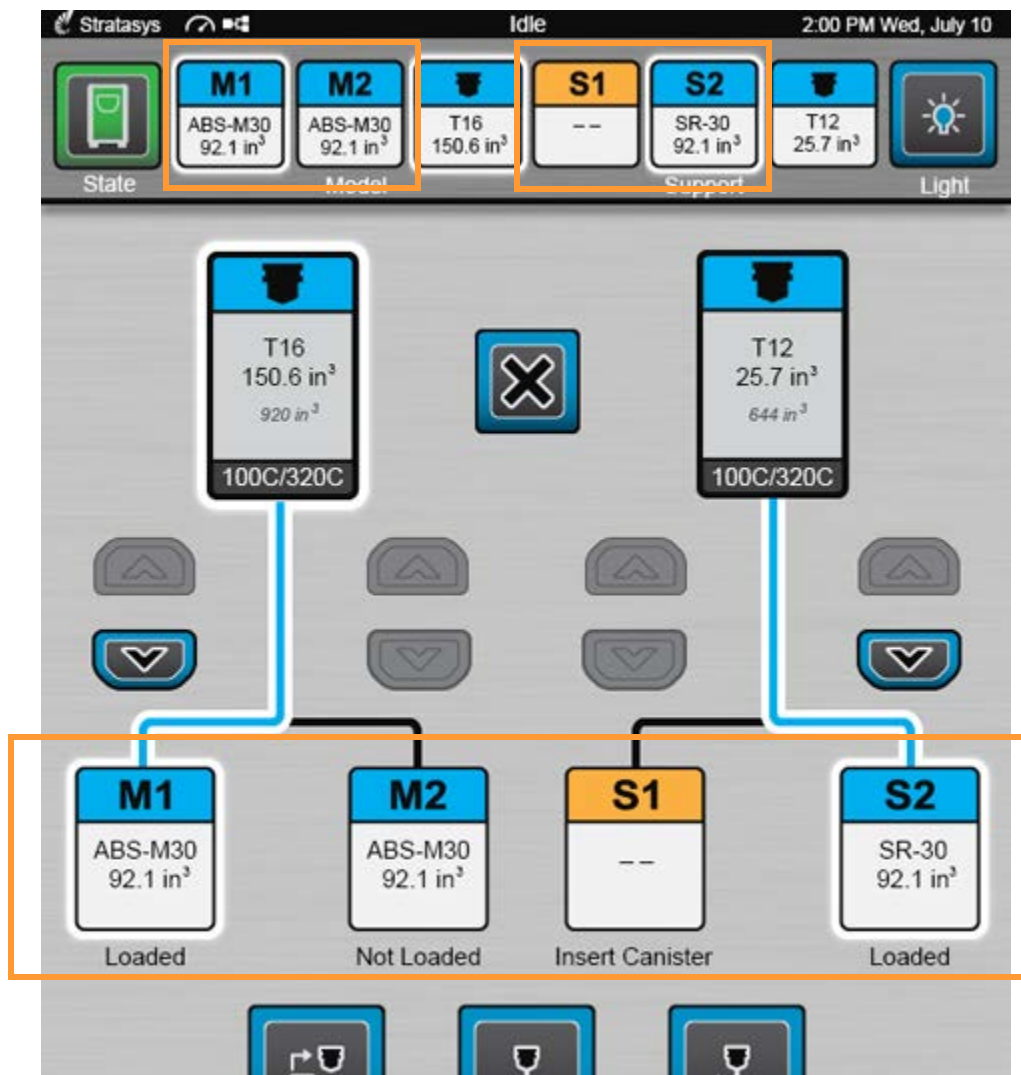 Stratasys Idle 2:00 PM Wed, July 10
M1 M2 S1 S2
ABS-M30 ABS-M30 T16 -- SR-30 T12
92.1 in³ 92.1 in³ 150.6 in³ 92.1 in³ 25.7 in³
State Model Support Light
T16 T12
150.6 in³ 25.7 in³
920 in³ 644 in³
100C/320C 100C/320C
M1 M2 S1 S2
ABS-M30 ABS-M30 -- SR-30
92.1 in³ 92.1 in³ 92.1 in³
Loaded Not Loaded Insert Canister Loaded